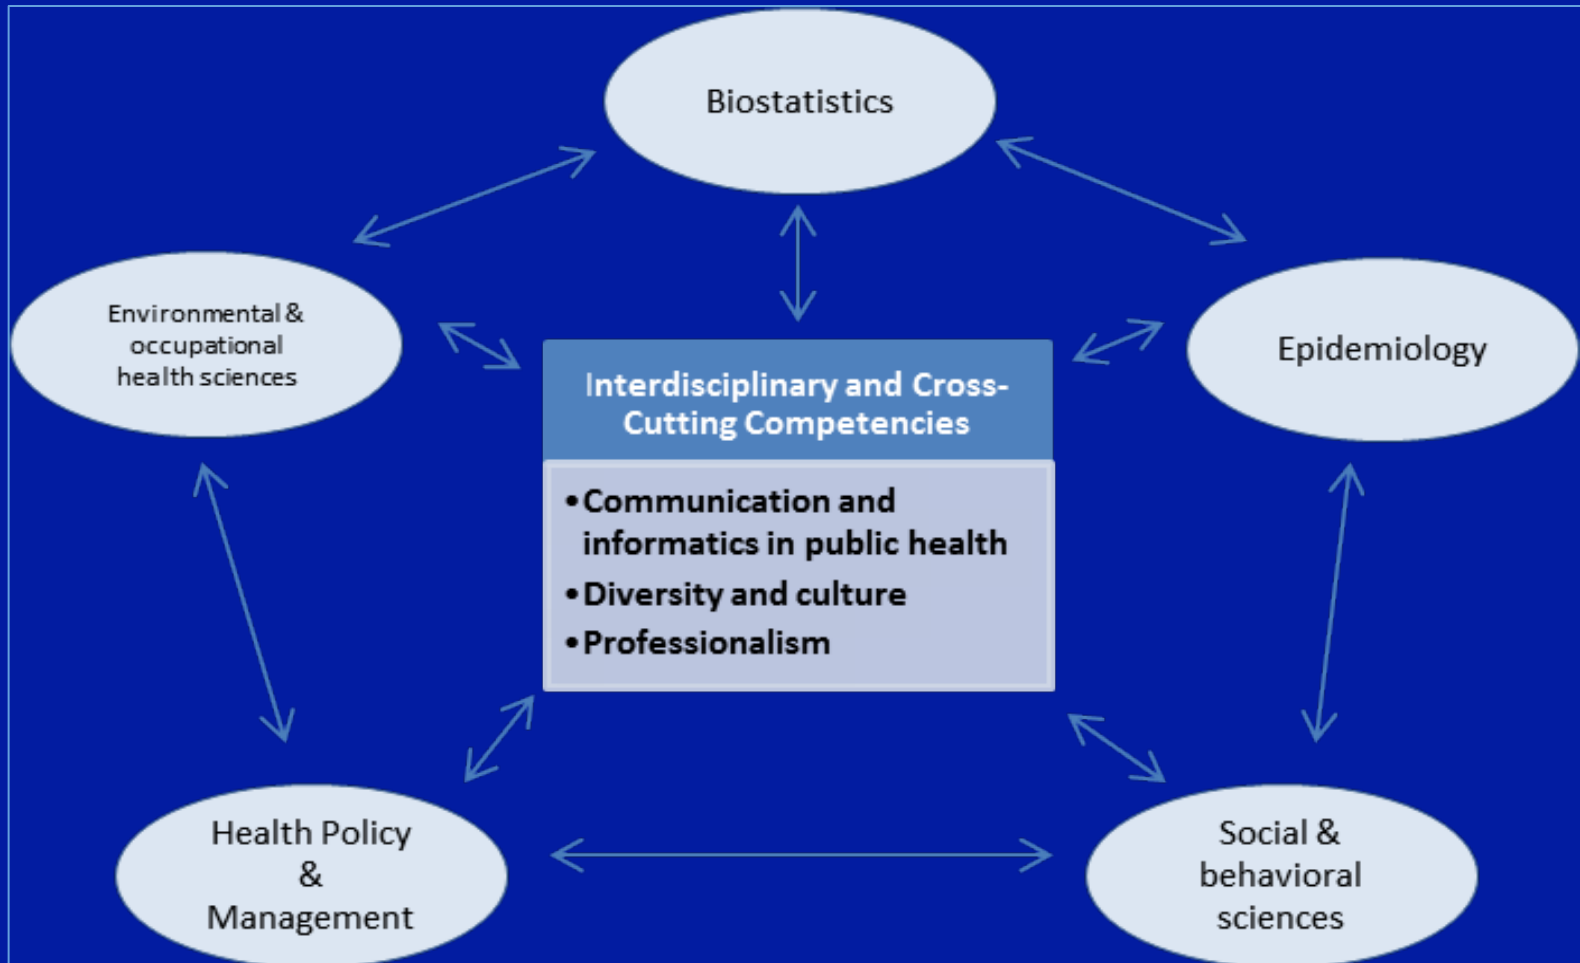 Biostatistics
Environmental &
occupational
health sciences
Epidemiology
Interdisciplinary and Cross-
Cutting Competencies
•Communication and
informatics in public health
•Diversity and culture
•Professionalism
Health Policy
&
Management
Social &
behavioral
sciences